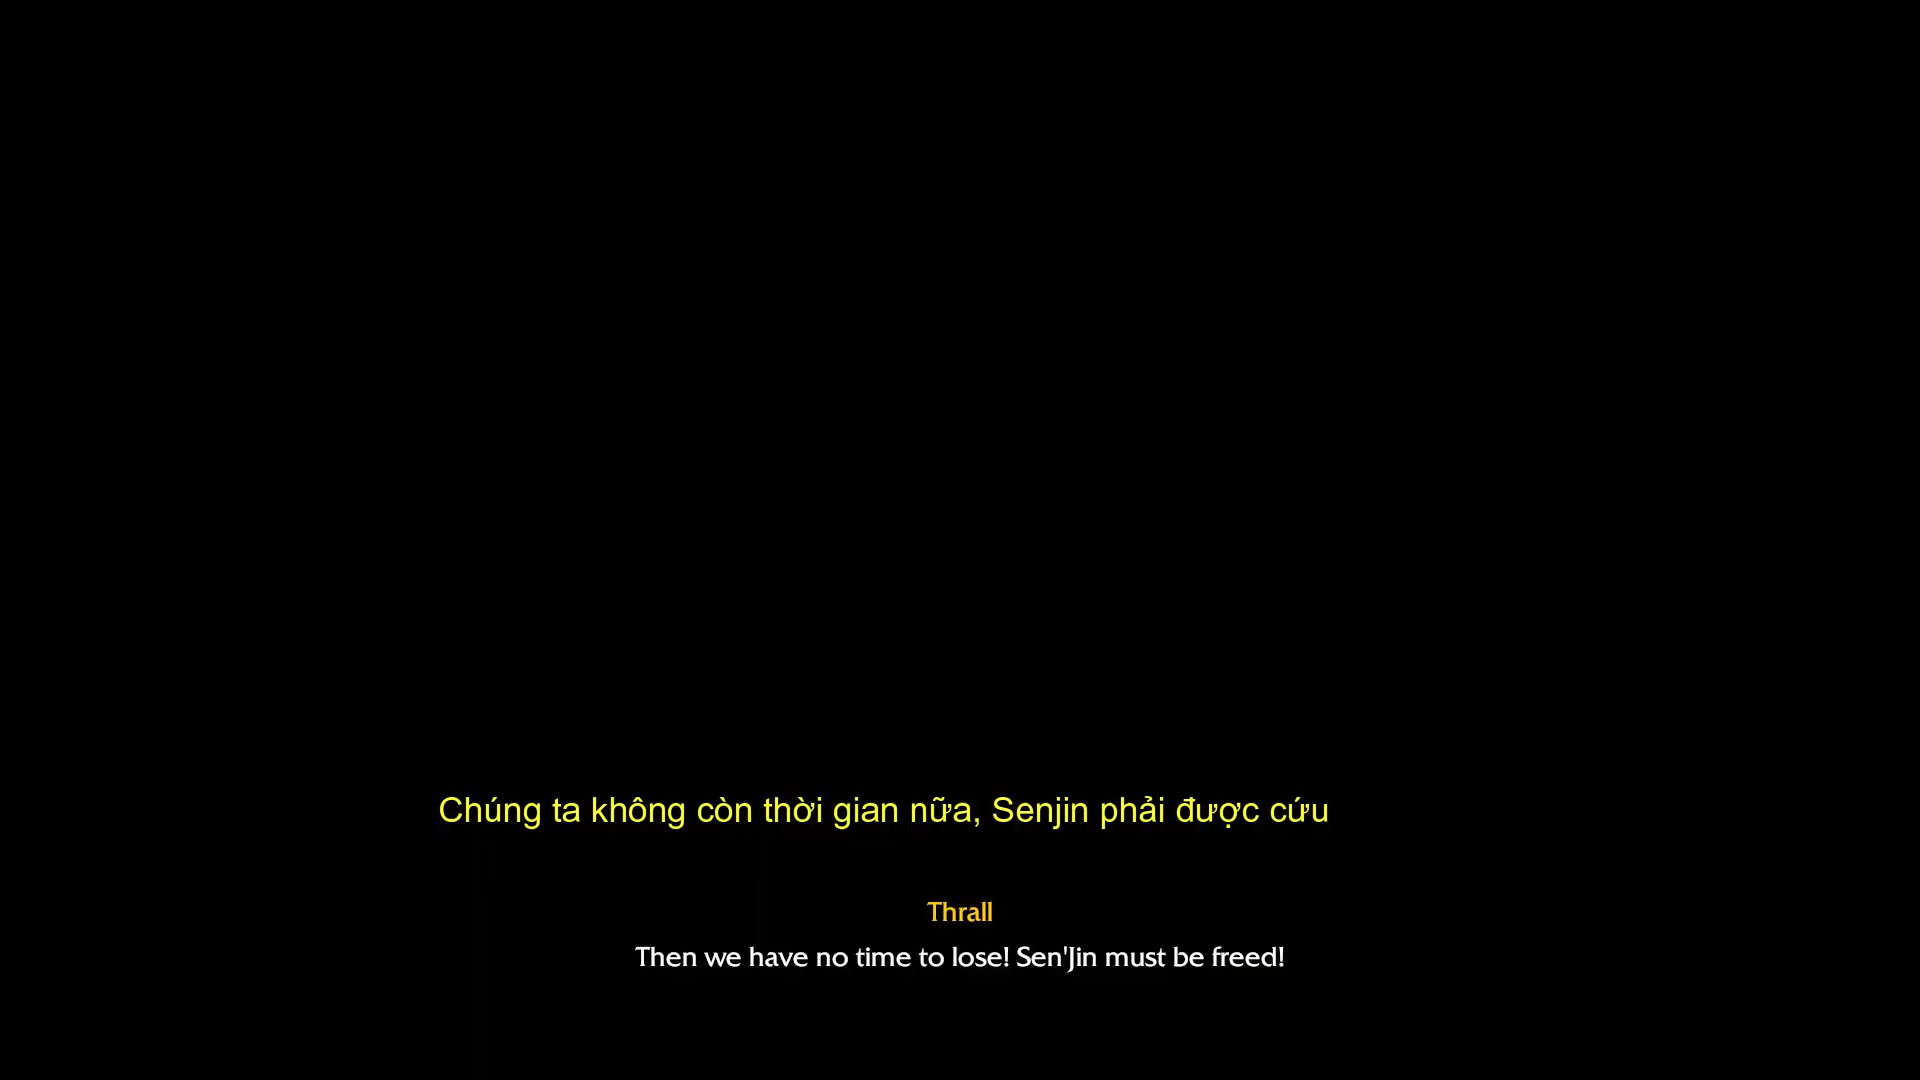 Chúng ta không còn thời gian nữa, Senjin phải được cứu
Thrall
Then we have no time to lose! Sen'Jin must be freed!